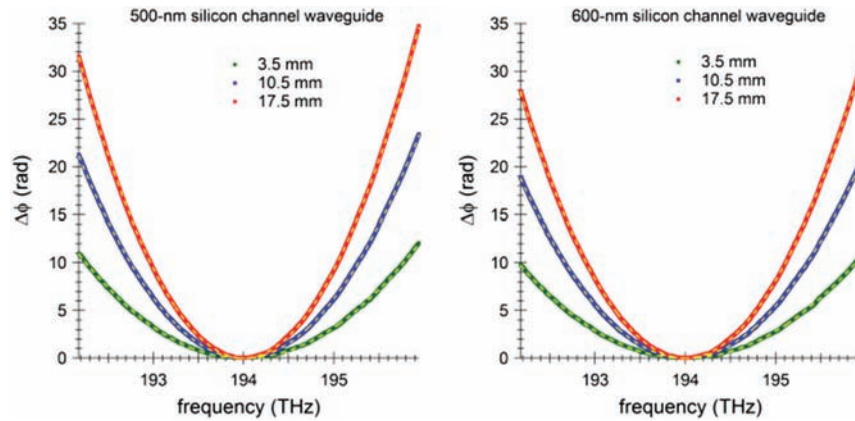 500-nm silicon channel waveguide
35
30
25
20
15
10
5
0
Δϕ (rad)
3.5 mm
10.5 mm
17.5 mm
193 194 195
frequency (THz)
600-nm silicon channel waveguide
35
30
25
20
15
10
5
0
Δϕ (rad)
3.5 mm
10.5 mm
17.5 mm
193 194 195
frequency (THz)